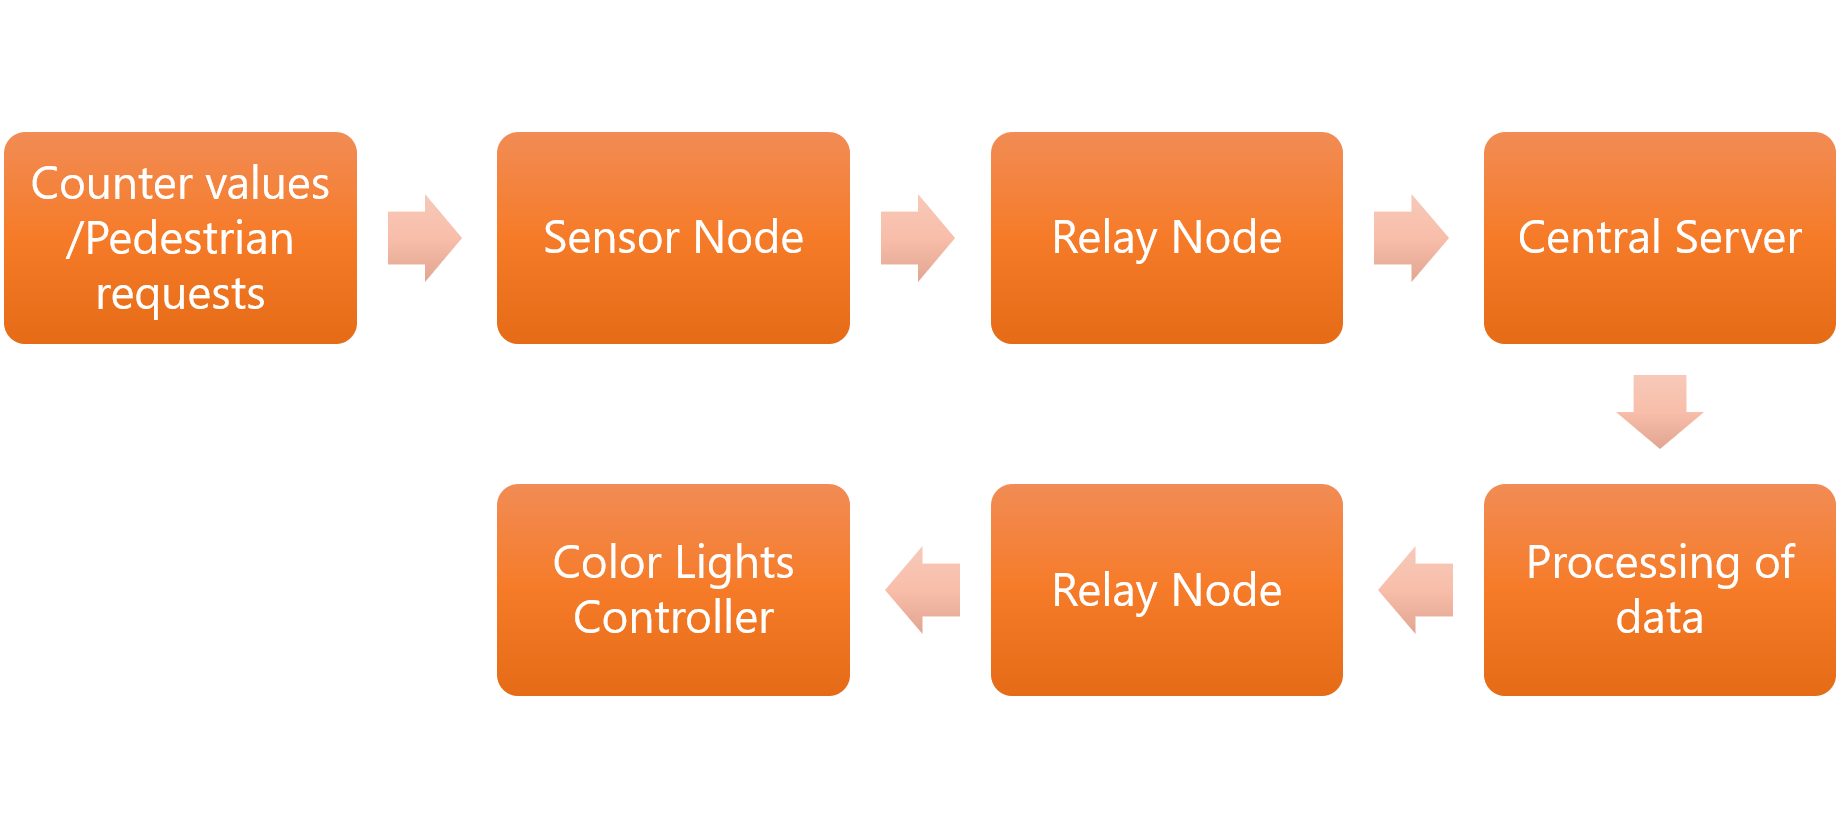 Counter values
/Pedestrian
requests
Sensor Node
Relay Node
Central Server
Processing of
data
Relay Node
Color Lights
Controller